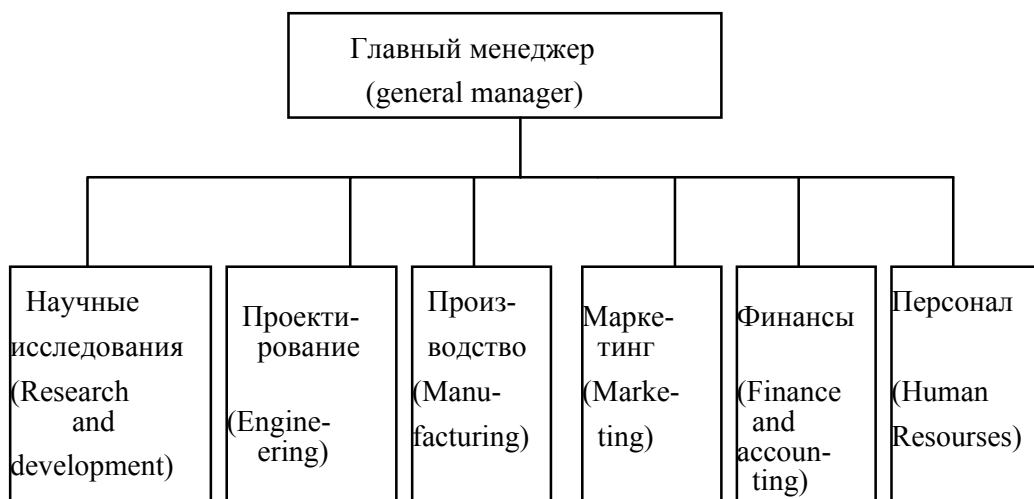 Главный менеджер
(general manager)
Научные
исследования
(Research
and
development)
Проекти-
рование
(Engine-
ering)
Произ-
водство
(Manu-
facturing)
Марке-
тинг
(Marke-
ting)
Финансы
(Finance
and
accoun-
ting)
Персонал
(Human
Resourses)